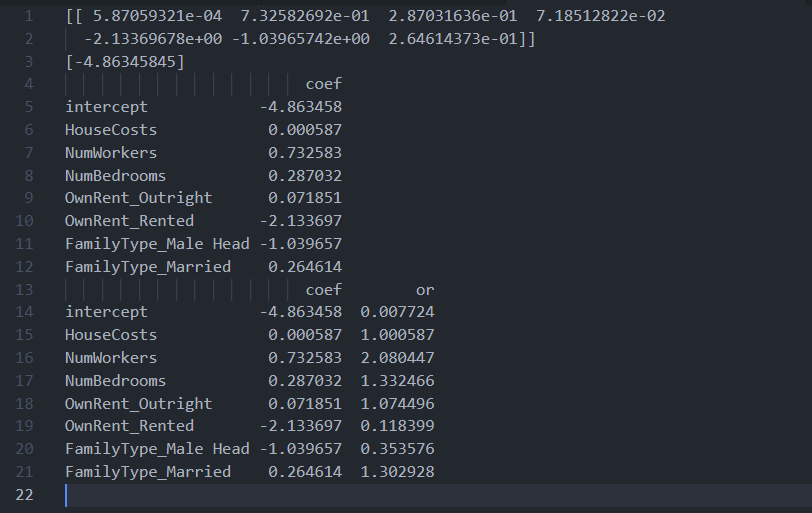 1 [[ 5.87059321e-04 7.32582692e-01 2.87031636e-01 7.18512822e-02
2 -2.13369678e+00 -1.03965742e+00 2.64614373e-01]]
3 [-4.86345845]
4 coef
5 intercept -4.863458
6 HouseCosts 0.000587
7 NumWorkers 0.732583
8 NumBedrooms 0.287032
9 OwnRent_Outright 0.071851
10 OwnRent_Rented -2.133697
11 FamilyType_Male Head -1.039657
12 FamilyType_Married 0.264614
13 coef or
14 intercept -4.863458 0.007724
15 HouseCosts 0.000587 1.000587
16 NumWorkers 0.732583 2.080447
17 NumBedrooms 0.287032 1.332466
18 OwnRent_Outright 0.071851 1.074496
19 OwnRent_Rented -2.133697 0.118399
20 FamilyType_Male Head -1.039657 0.353576
21 FamilyType_Married 0.264614 1.302928
22